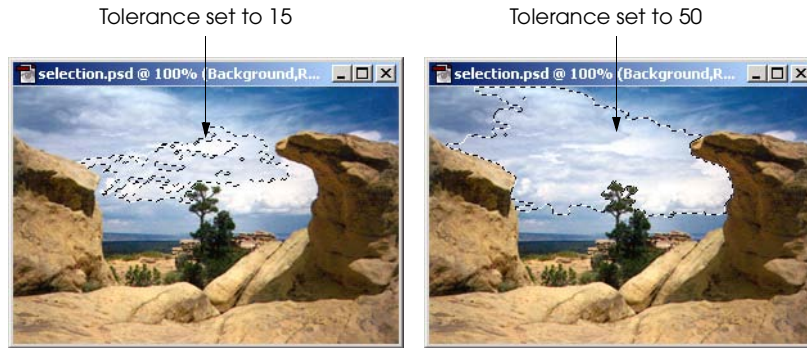 Tolerance set to 15
Tolerance set to 50
selection.psd @ 100% (Background,R...
selection.psd @ 100% (Background,R...